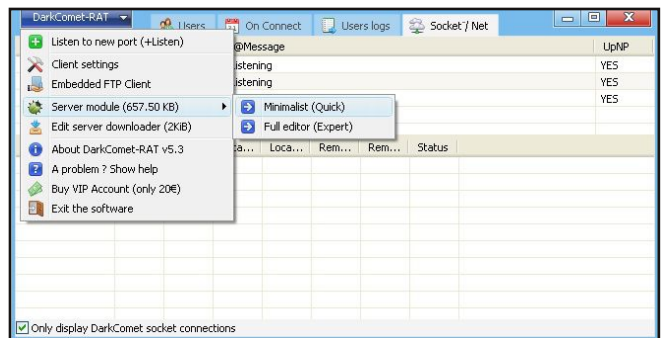 DarkComet-RAT
Users
On Connect
Users logs
Socket / Net
Listen to new port (+Listen)
@Message
UpNP
Client settings
istening
YES
Embedded FTP Client
istening
YES
Server module (657.50 KB)
Minimalist (Quick)
YES
Edit server downloader (2KiB)
Full editor (Expert)
About DarkComet-RAT v5.3
ca...
Loca...
Rem...
Rem...
Status
A problem ? Show help
Buy VIP Account (only 20€)
Exit the software
Only display DarkComet socket connections